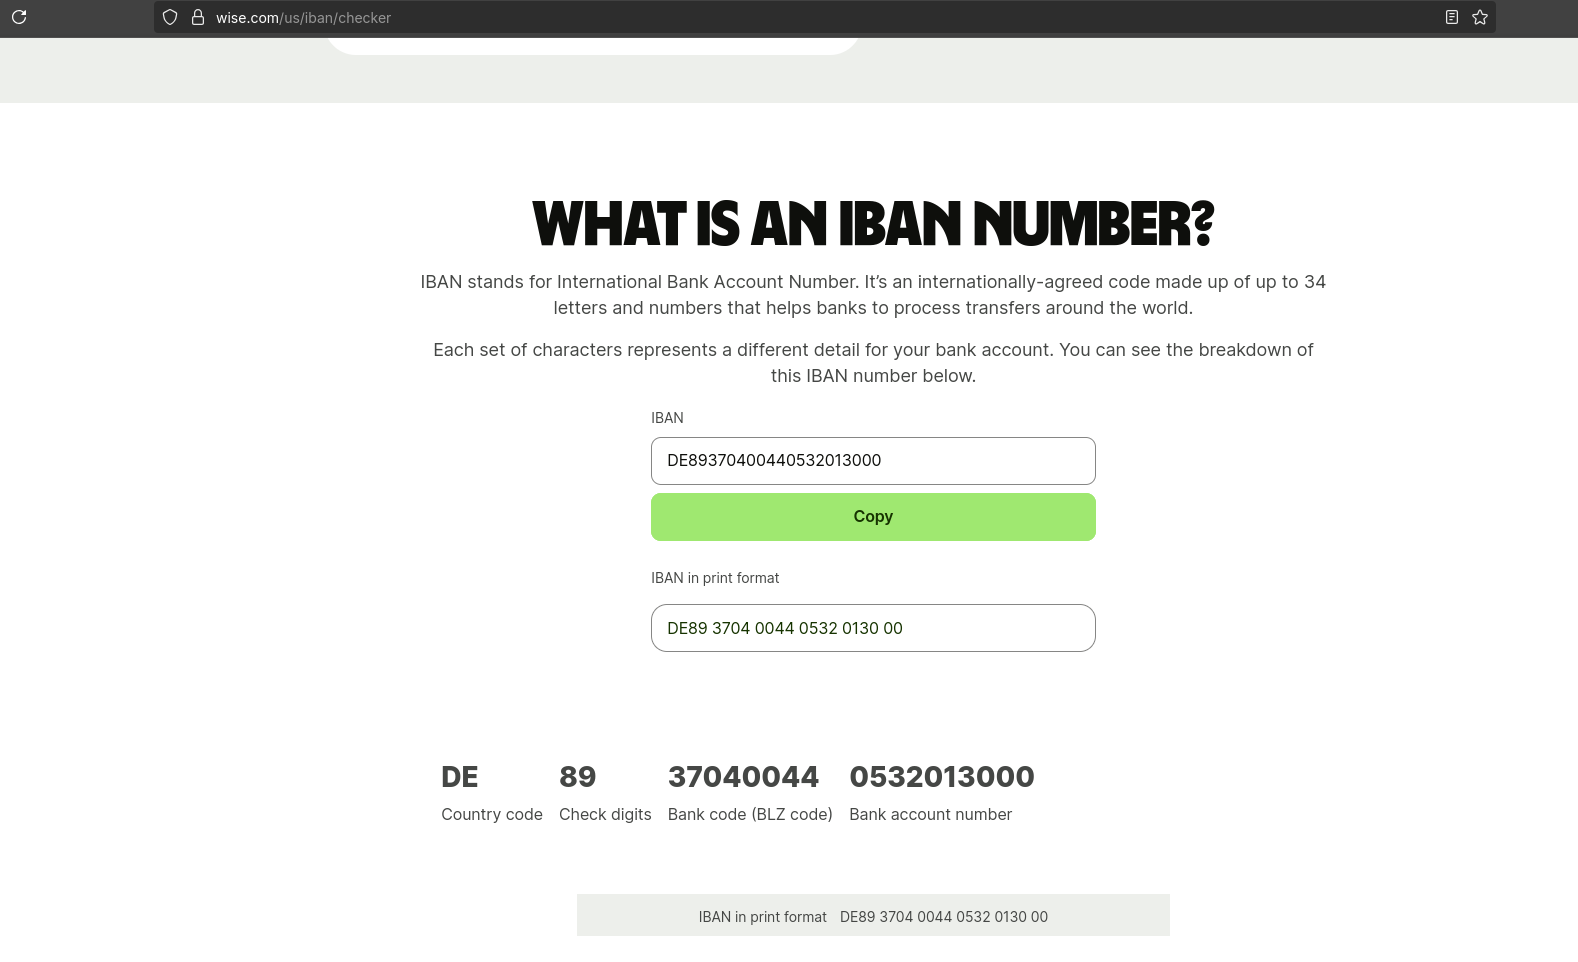 wise.com/us/iban/checker
WHAT IS AN IBAN NUMBER?
IBAN stands for International Bank Account Number. It’s an internationally-agreed code made up of up to 34
letters and numbers that helps banks to process transfers around the world.
Each set of characters represents a different detail for your bank account. You can see the breakdown of
this IBAN number below.
IBAN
DE89370400440532013000
Copy
IBAN in print format
DE89 3704 0044 0532 0130 00
DE 89 37040044 0532013000
Country code Check digits Bank code (BLZ code) Bank account number
IBAN in print format DE89 3704 0044 0532 0130 00